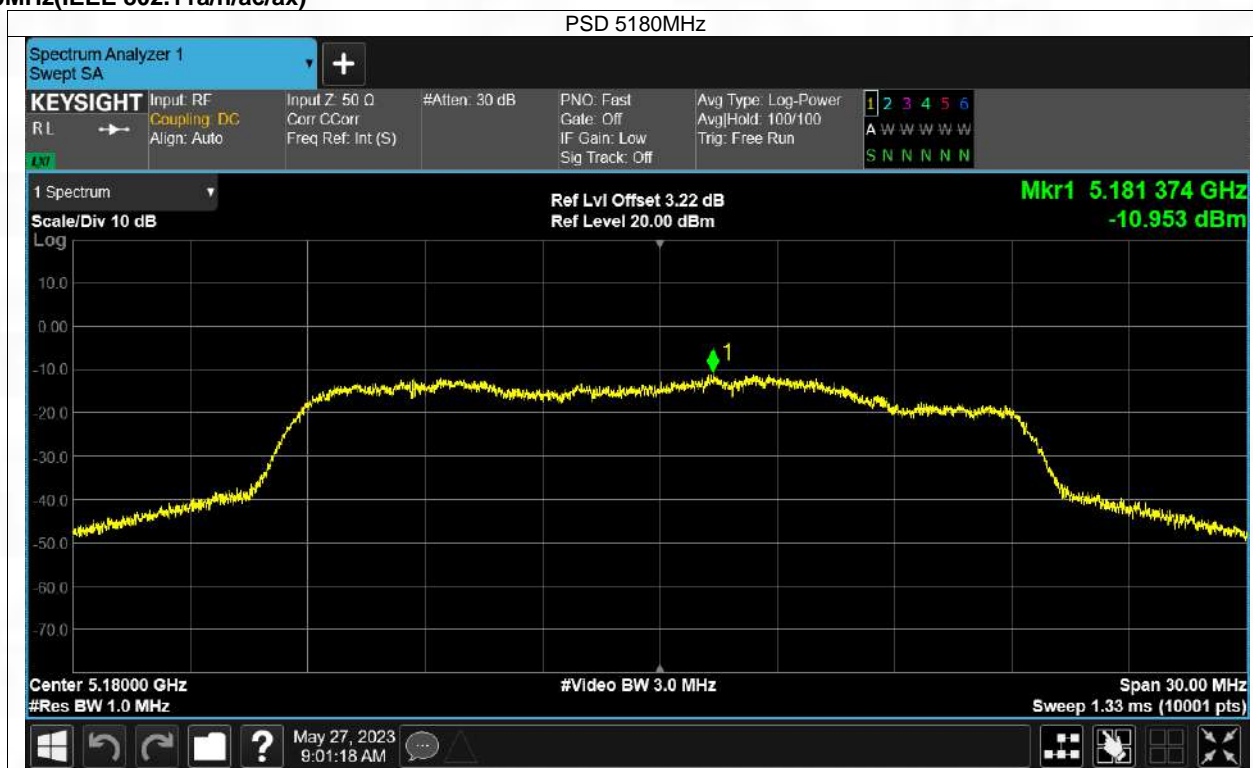 PSD 5180MHz
Spectrum Analyzer 1
Swept SA
+
KEYSIGHT
RL
LXI
Input: RF
Coupling: DC
Align: Auto
Input Z: 50 Ω
Corr CCorr
Freq Ref: Int (S)
#Atten: 30 dB
PNO: Fast
Gate: Off
IF Gain: Low
Sig Track: Off
Avg Type: Log-Power
Avg|Hold: 100/100
Trig: Free Run
1 2 3 4 5 6
A W W W W W
S N N N N N
1 Spectrum
Scale/Div 10 dB
Ref Lvl Offset 3.22 dB
Ref Level 20.00 dBm
Mkr1 5.181 374 GHz
-10.953 dBm
Log
10.0
0.00
-10.0
-20.0
-30.0
-40.0
-50.0
-60.0
-70.0
1
Center 5.18000 GHz
#Res BW 1.0 MHz
#Video BW 3.0 MHz
Span 30.00 MHz
Sweep 1.33 ms (10001 pts)
?
May 27, 2023
9:01:18 AM